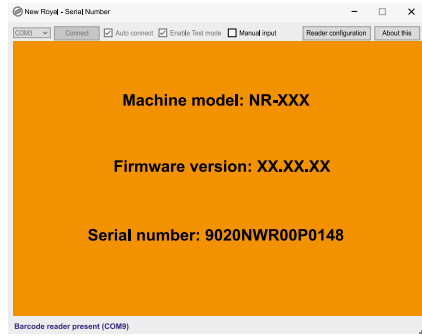 New Royal - Serial Number
COM3 Connect Auto connect Enable Test mode Manual input Reader configuration About this
Machine model: NR-XXX
Firmware version: XX.XX.XX
Serial number: 9020NWR00P0148
Barcode reader present (COM9)